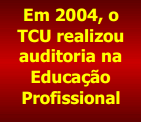 Em 2004, o
TCU realizou
auditoria na
Educação
Profissional